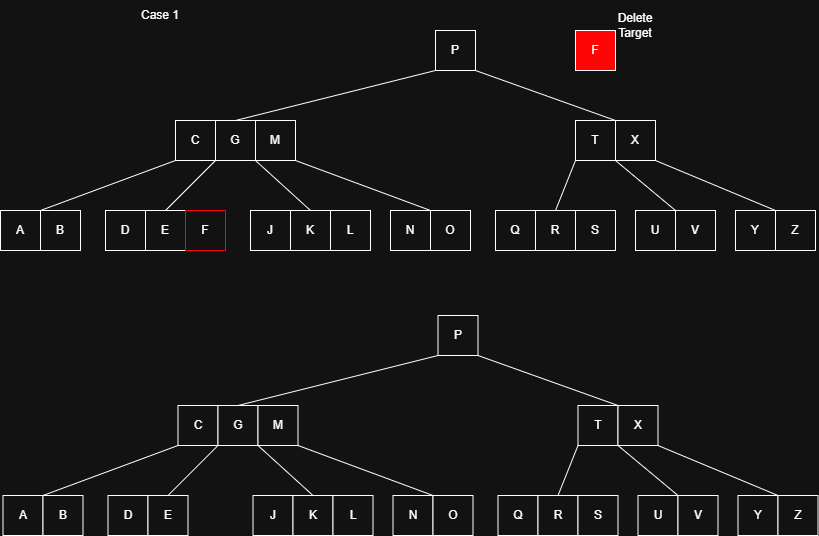 Case 1
Delete
Target
P
F
C G M
T X
A B
D E F
J K L
N O
Q R S
U V
Y Z
P
C G M
T X
A B
D E
J K L
N O
Q R S
U V
Y Z